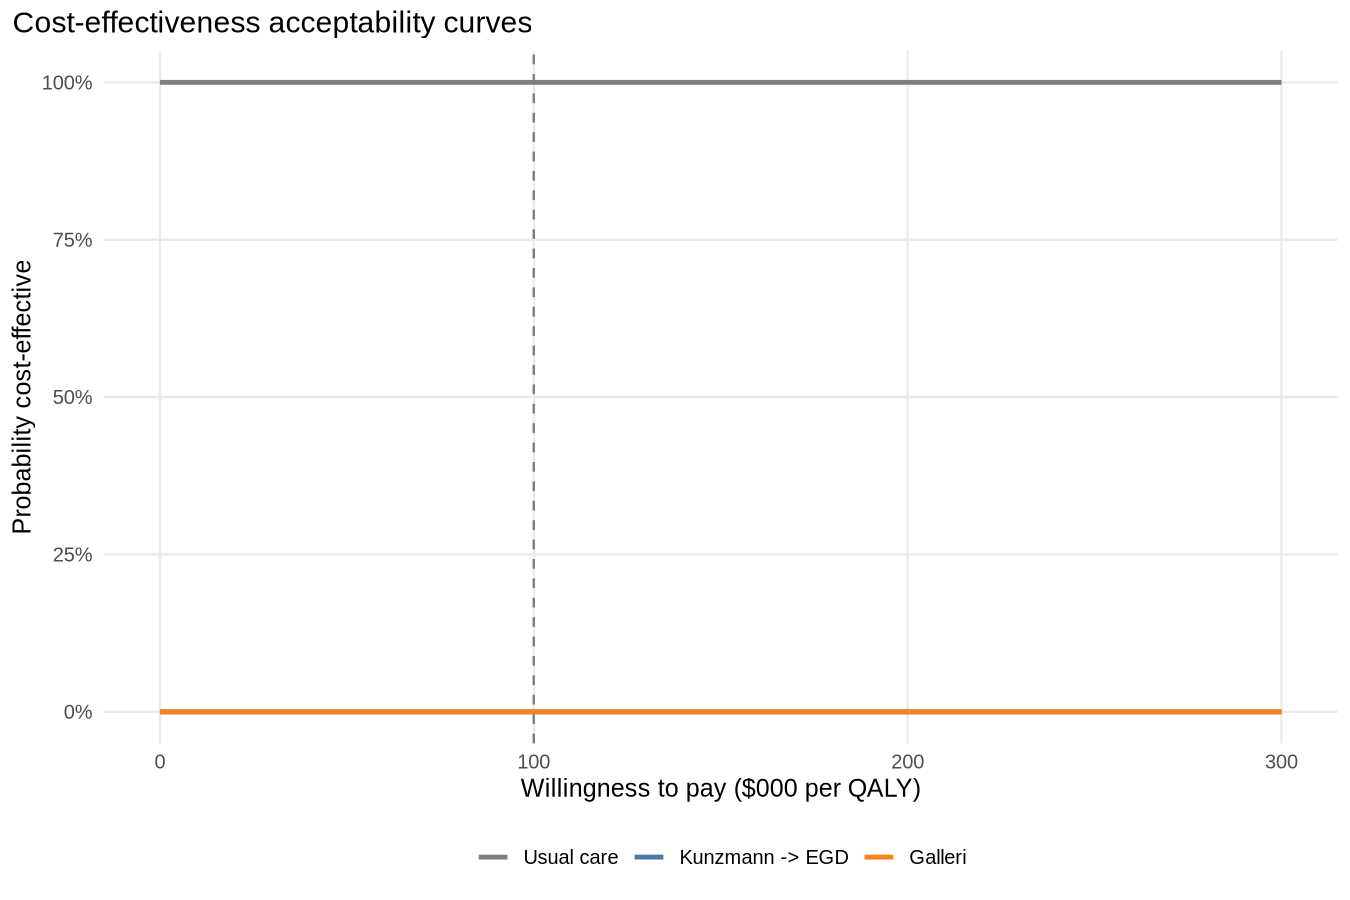 Cost-effectiveness acceptability curves
Probability cost-effective
100%
75%
50%
25%
0%
0 100 200 300
Willingness to pay ($000 per QALY)
Usual care Kunzmann -> EGD Galleri